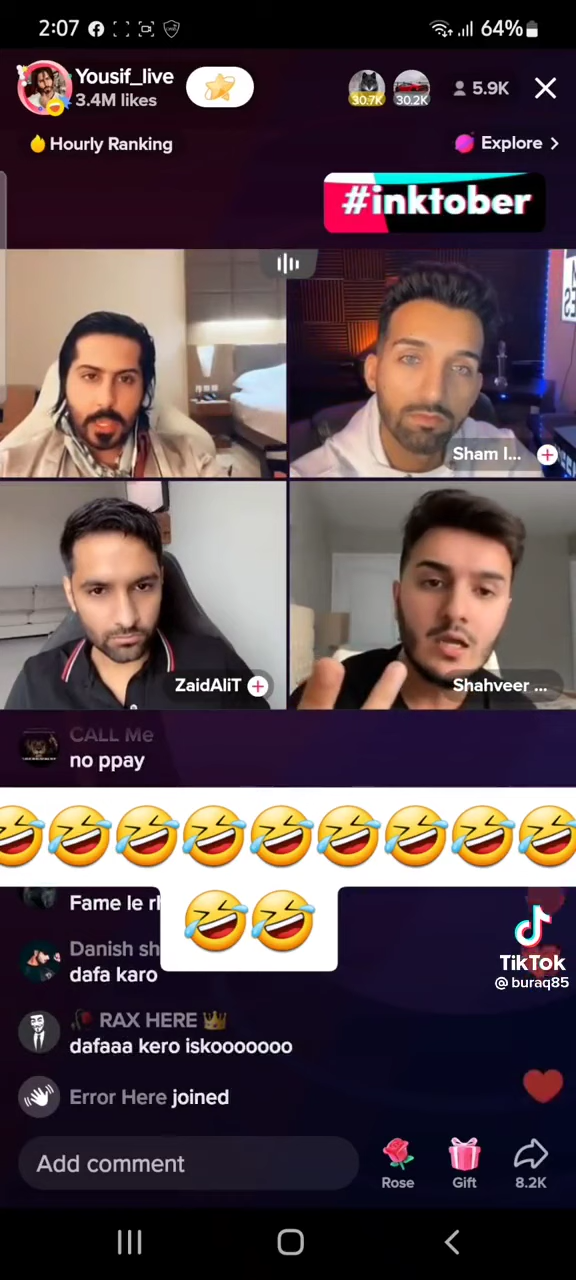 2:07
64%
Yousif_live
3.4M likes
30.7K
30.2K
5.9K
Hourly Ranking
Explore >
#inktober
Sham I...
ZaidAliT
Shahveer ...
CALL Me
no ppay
🤣🤣🤣🤣🤣🤣🤣🤣🤣
🤣🤣
Fame le
Danish sh
dafa karo
TikTok
@buraq85
🥀 RAX HERE 👑
dafaaa kero iskooooooo
Error Here joined
Add comment
Rose
Gift
8.2K